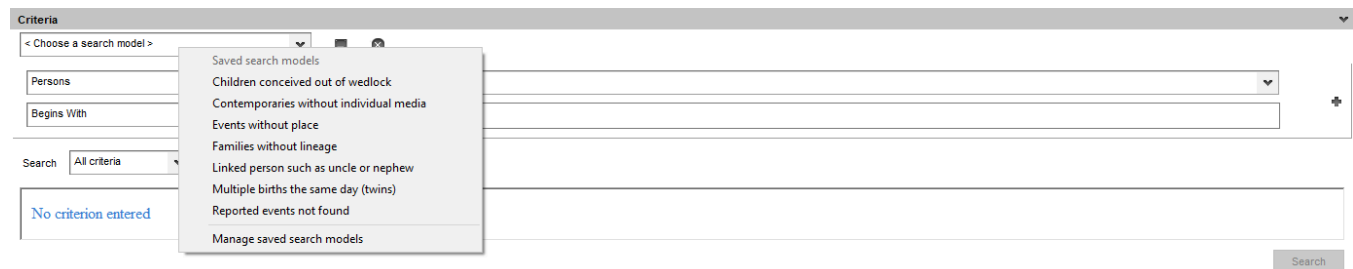 Criteria
< Choose a search model >
Saved search models
Children conceived out of wedlock
Contemporaries without individual media
Events without place
Families without lineage
Linked person such as uncle or nephew
Multiple births the same day (twins)
Reported events not found
Manage saved search models
Persons
Begins With
Search All criteria
No criterion entered
Search